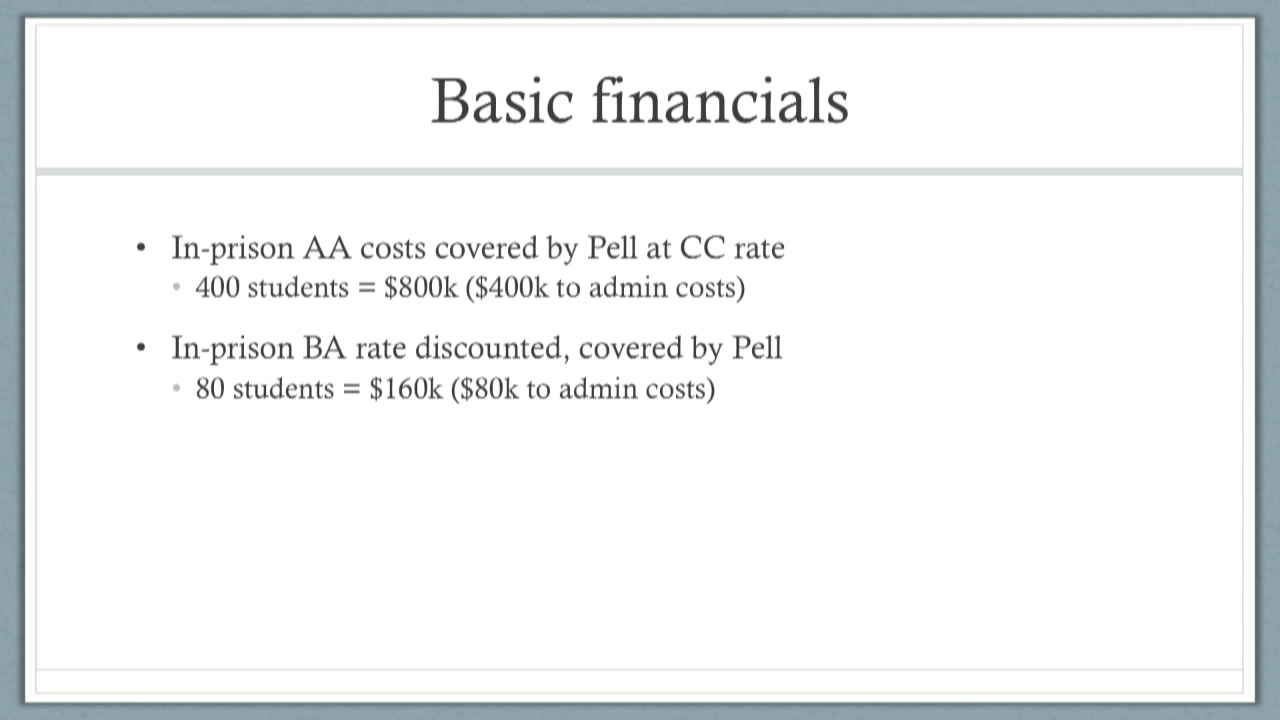 Basic financials
• In-prison AA costs covered by Pell at CC rate
• 400 students = $800k ($400k to admin costs)
• In-prison BA rate discounted, covered by Pell
• 80 students = $160k ($80k to admin costs)